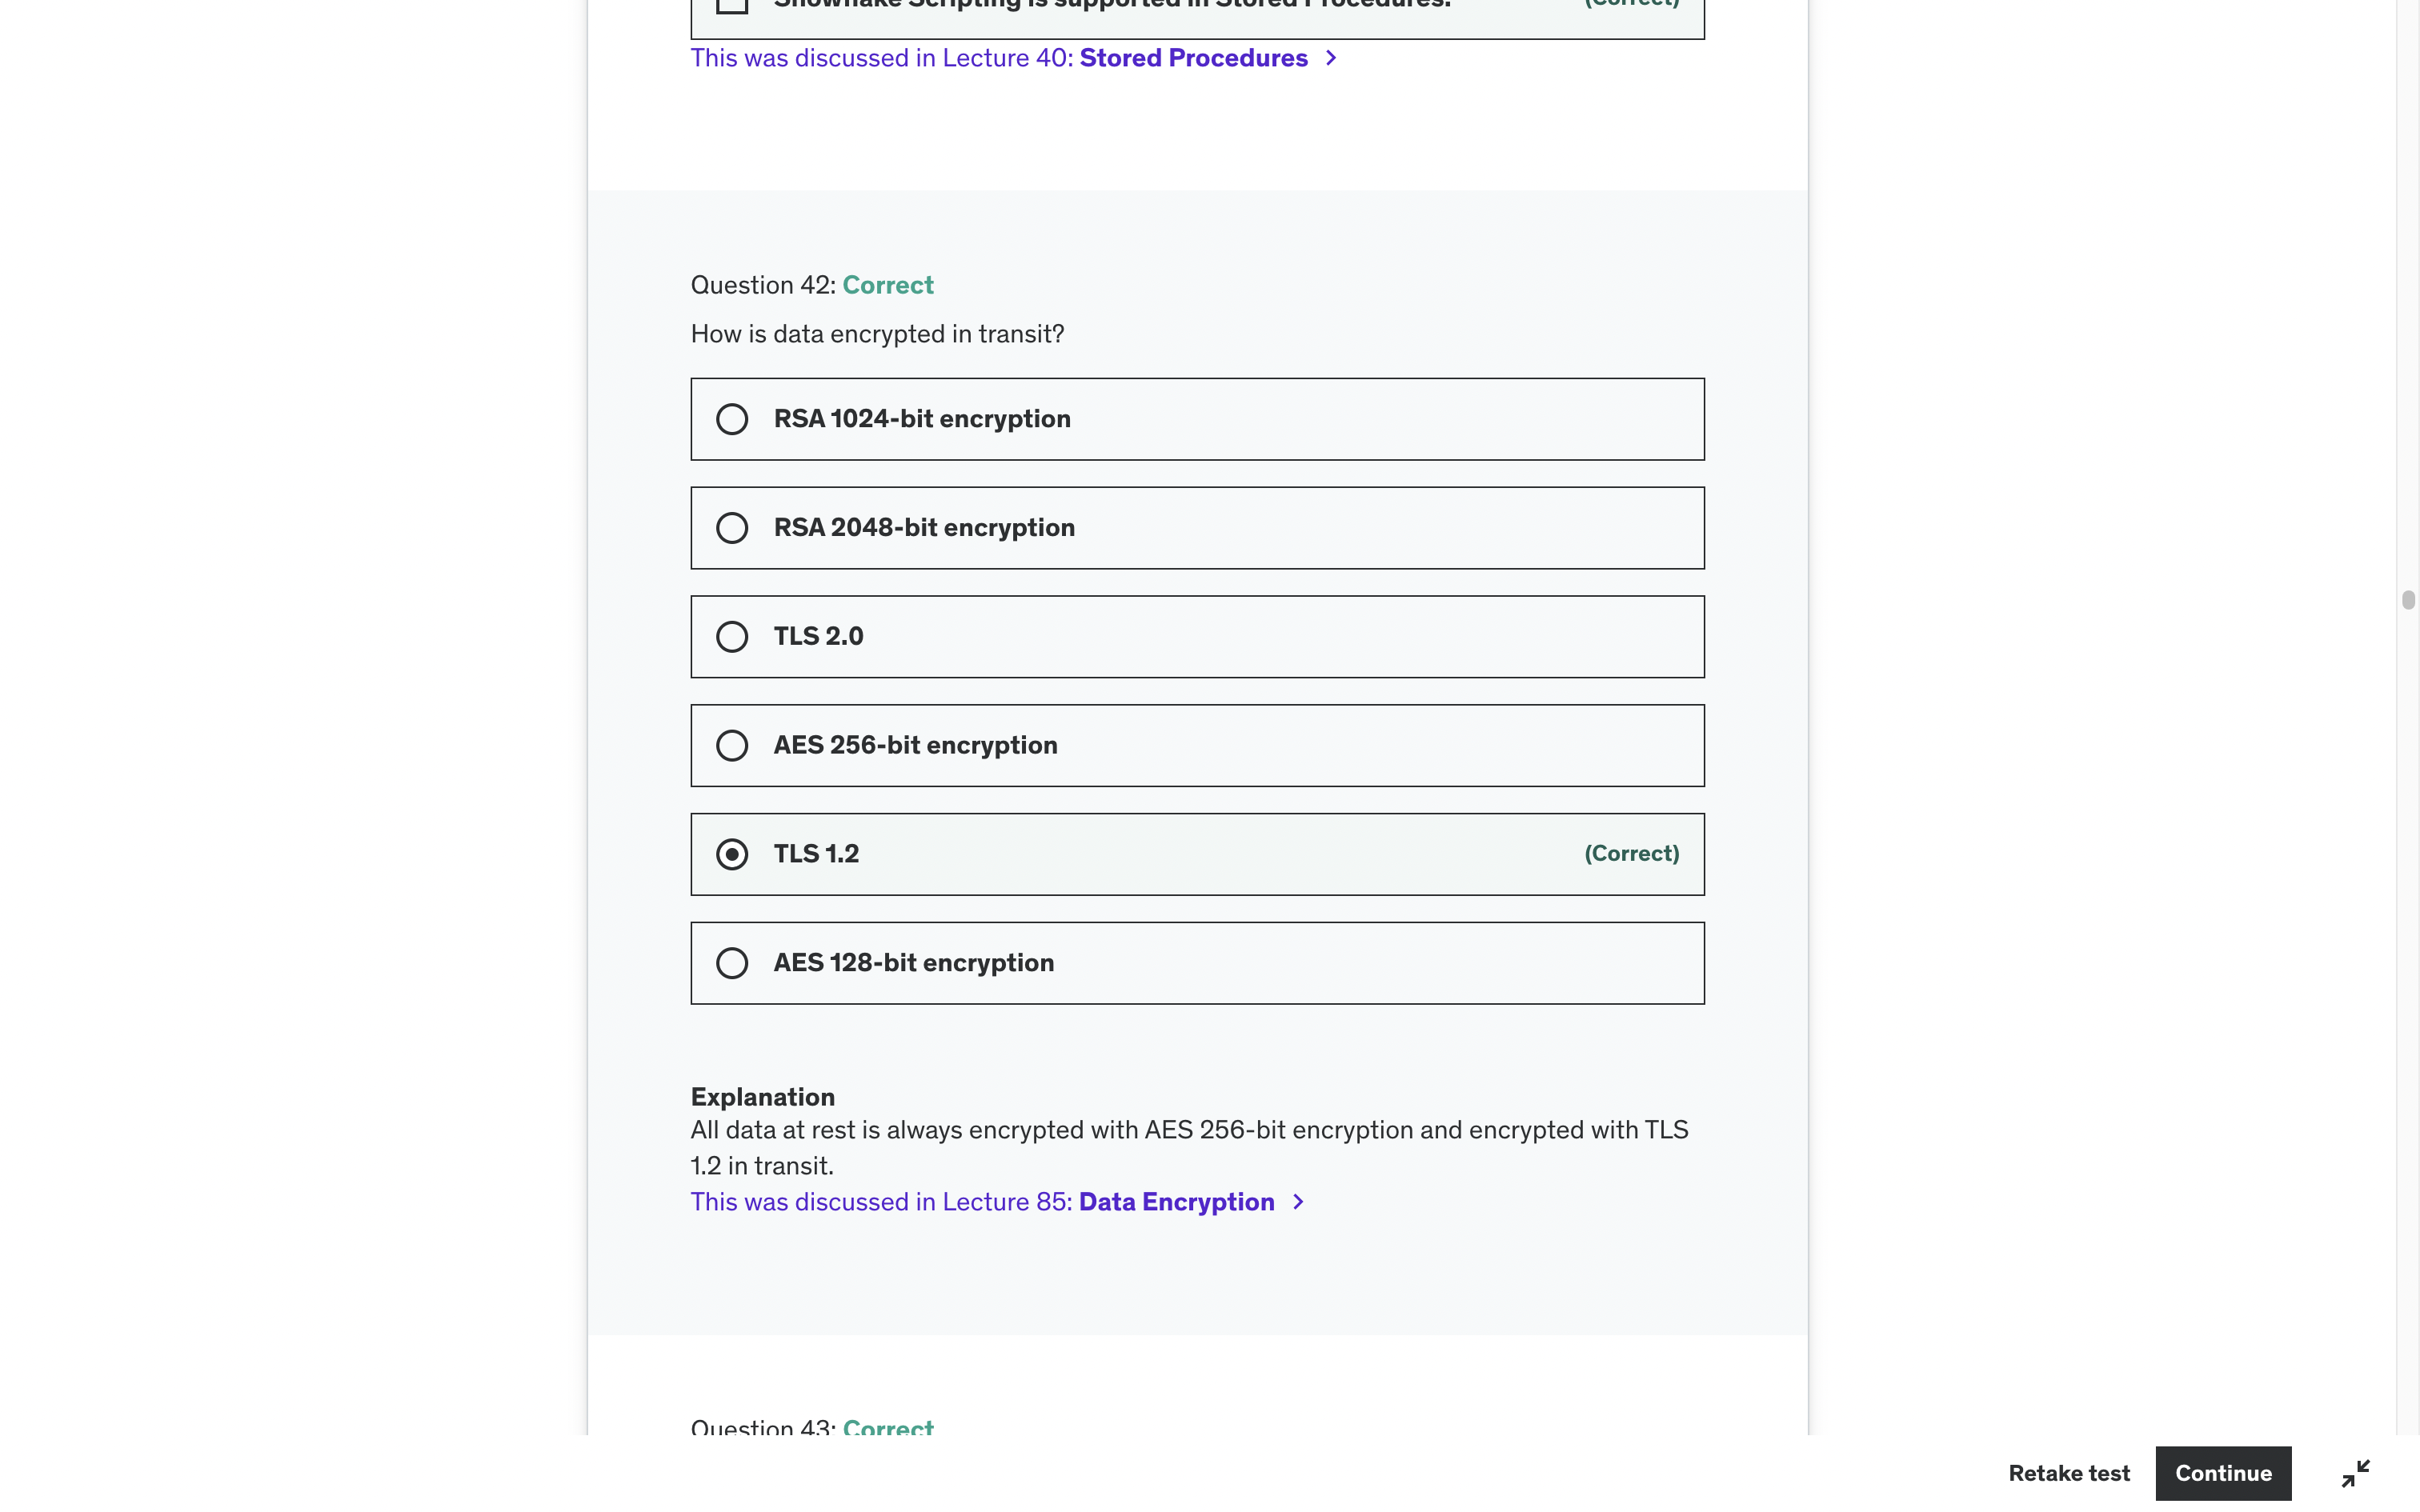 Snowflake Scripting is supported in Stored Procedures. (Correct)
This was discussed in Lecture 40: Stored Procedures >
Question 42: Correct
How is data encrypted in transit?
RSA 1024-bit encryption
RSA 2048-bit encryption
TLS 2.0
AES 256-bit encryption
TLS 1.2 (Correct)
AES 128-bit encryption
Explanation
All data at rest is always encrypted with AES 256-bit encryption and encrypted with TLS
1.2 in transit.
This was discussed in Lecture 85: Data Encryption >
Question 43: Correct
Retake test Continue